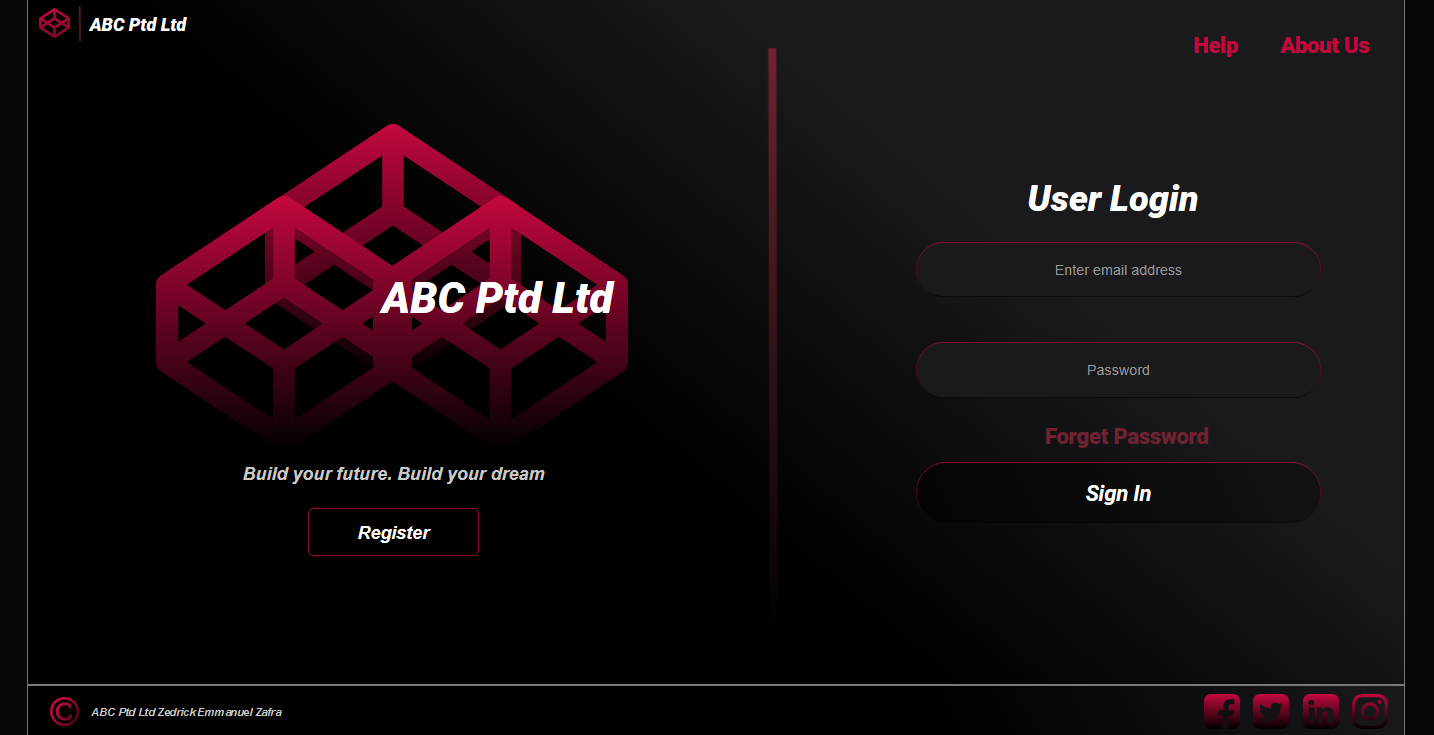 ABC Ptd Ltd
Help
About Us
ABC Ptd Ltd
Build your future. Build your dream
Register
User Login
Enter email address
Password
Forget Password
Sign In
© ABC Ptd Ltd Zedrick Emmanuel Zafra